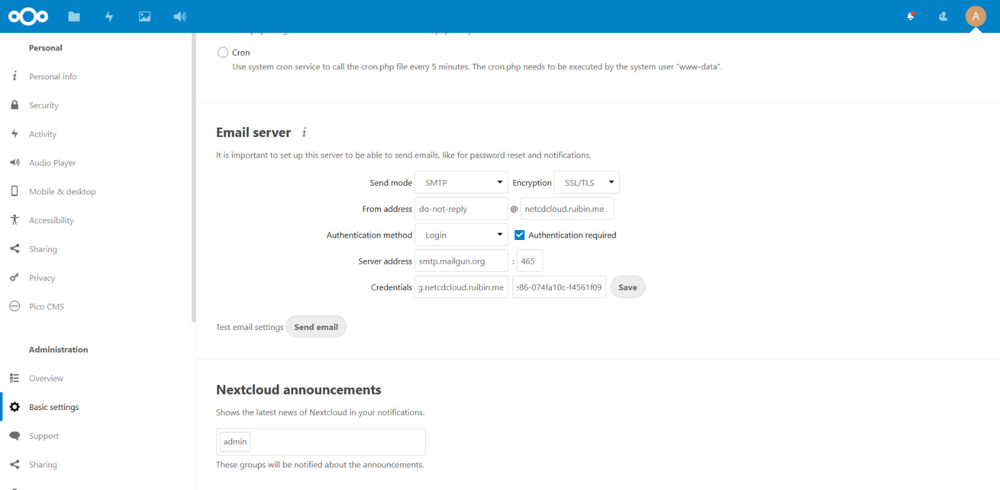 A
Personal
Personal info
Security
Activity
Audio Player
Mobile & desktop
Accessibility
Sharing
Privacy
Pico CMS
Administration
Overview
Basic settings
Support
Sharing
Cron
Use system cron service to call the cron.php file every 5 minutes. The cron.php needs to be executed by the system user "www-data".
Email server i
It is important to set up this server to be able to send emails, like for password reset and notifications.
Send mode SMTP Encryption SSL/TLS
From address do-not-reply @ netcdcloud.ruibin.me
Authentication method Login Authentication required
Server address smtp.mailgun.org : 465
Credentials g.netcdcloud.ruibin.me e86-074fa10c-f4561f09 Save
Test email settings Send email
Nextcloud announcements
Shows the latest news of Nextcloud in your notifications.
admin
These groups will be notified about the announcements.